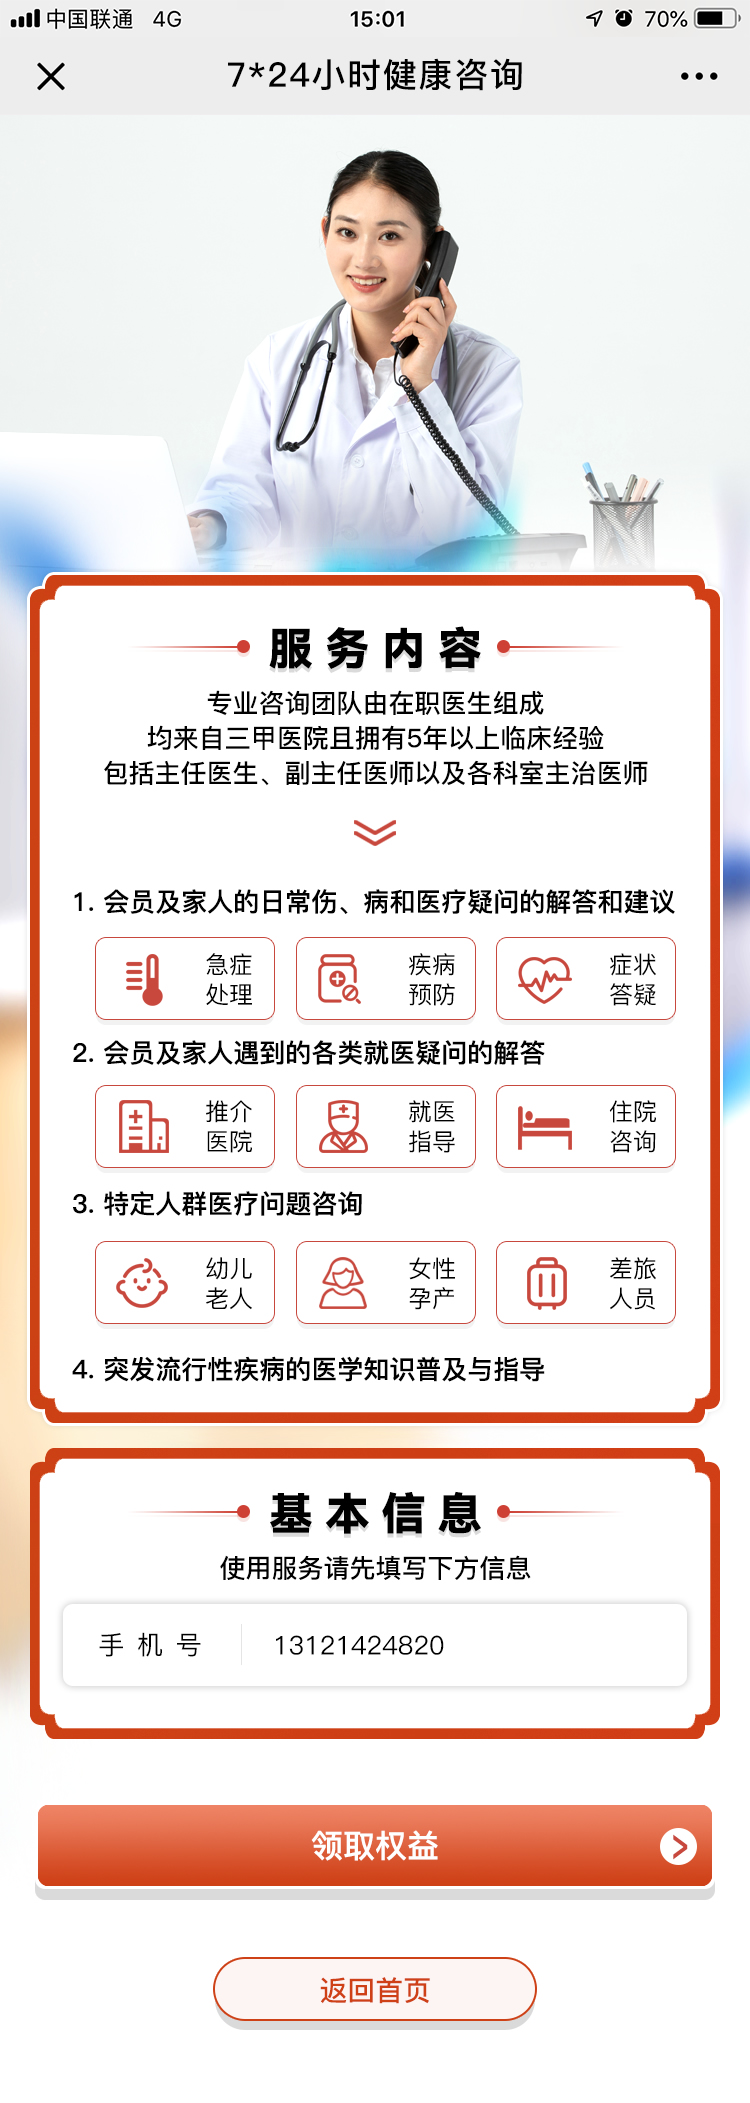 中国联通 4G 15:01 70%
7*24小时健康咨询
服务内容
专业咨询团队由在职医生组成
均来自三甲医院且拥有5年以上临床经验
包括主任医生、副主任医师以及各科室主治医师
1. 会员及家人的日常伤、病和医疗疑问的解答和建议
急症
处理
疾病
预防
症状
答疑
2. 会员及家人遇到的各类就医疑问的解答
推介
医院
就医
指导
住院
咨询
3. 特定人群医疗问题咨询
幼儿
老人
女性
孕产
差旅
人员
4. 突发流行性疾病的医学知识普及与指导
基本信息
使用服务请先填写下方信息
手机号 13121424820
领取权益
返回首页